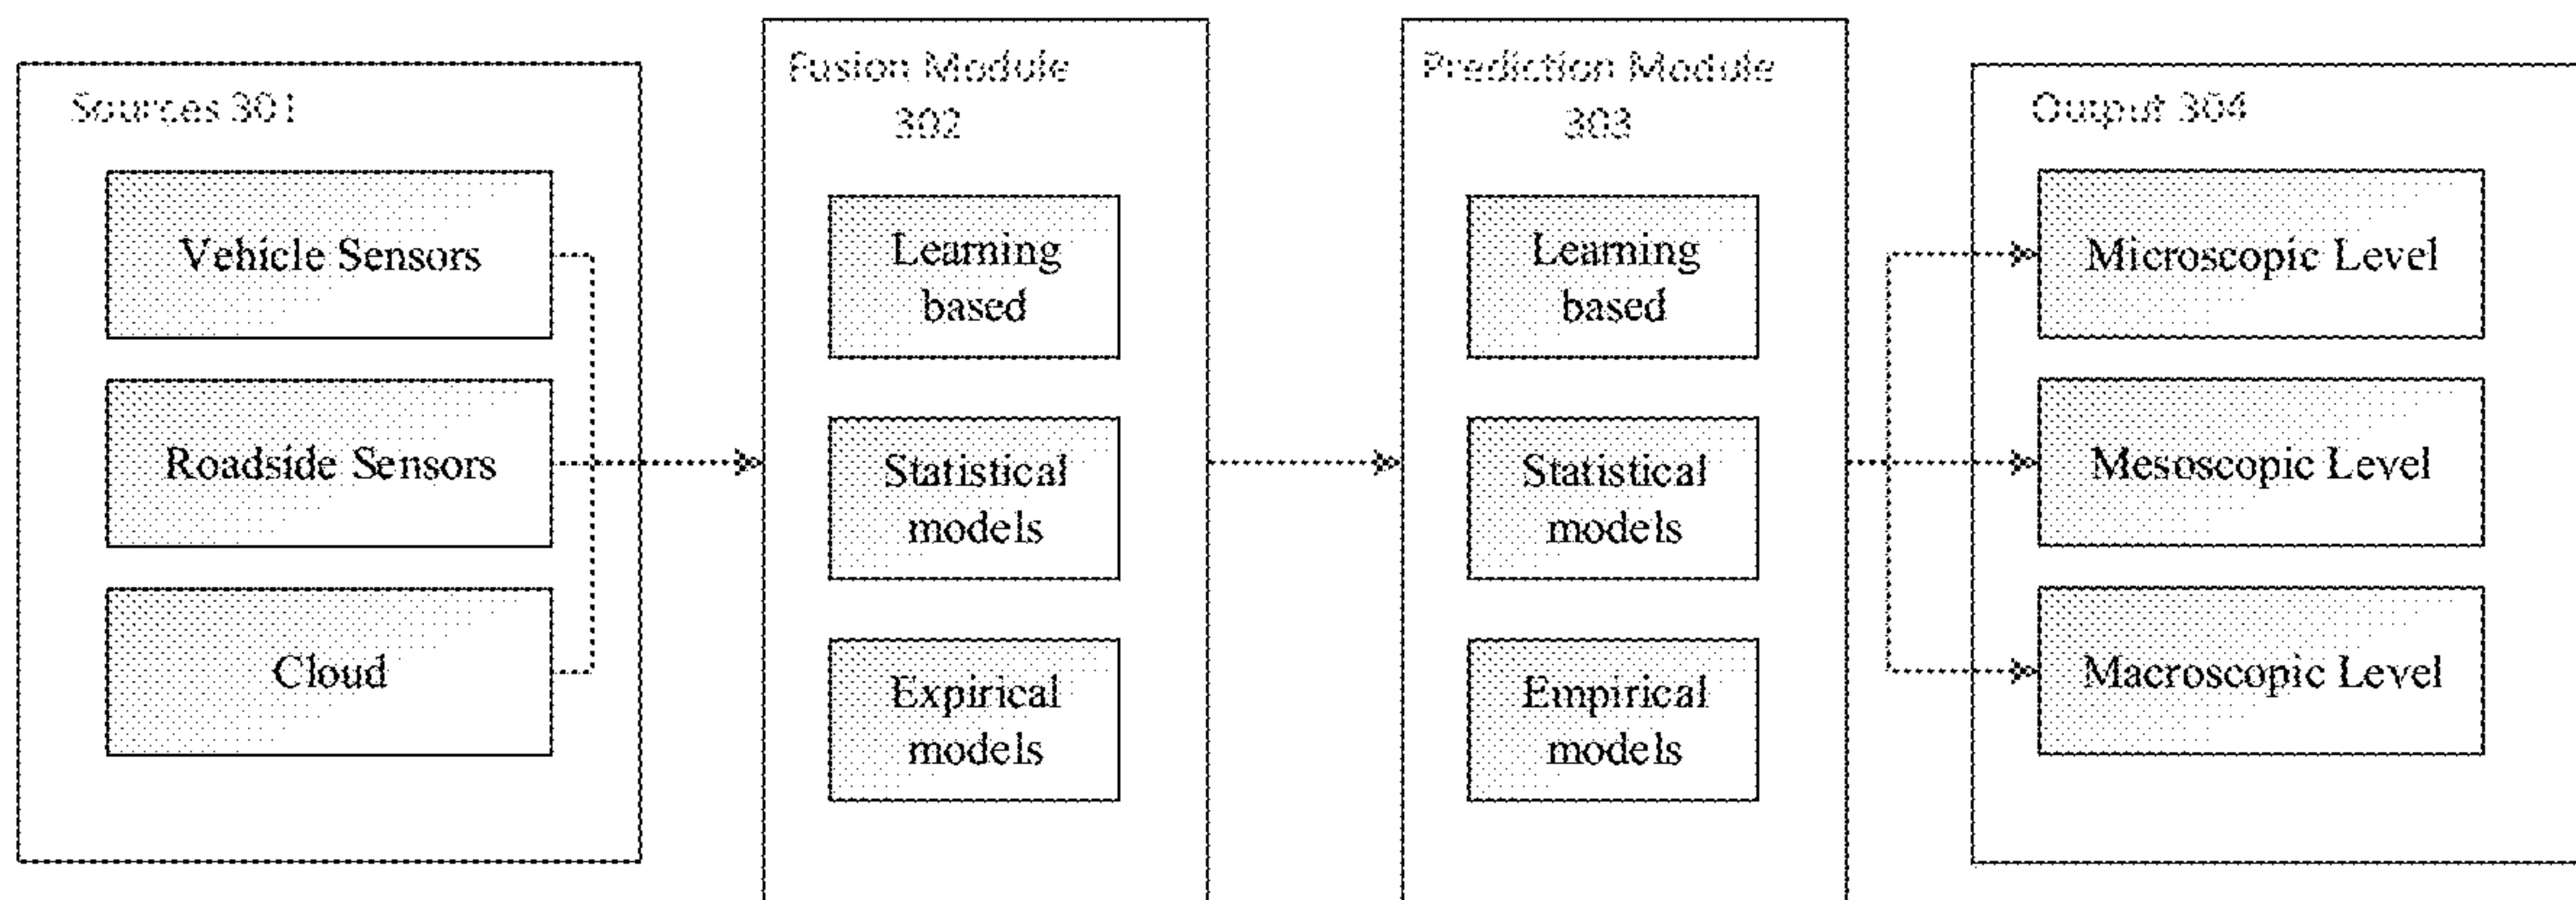 Sources 301
Vehicle Sensors
Roadside Sensors
Cloud
Fusion Module
302
Learning
based
Statistical
models
Expirical
models
Prediction Module
303
Learning
based
Statistical
models
Empirical
models
Output 304
Microscopic Level
Mesoscopic Level
Macroscopic Level